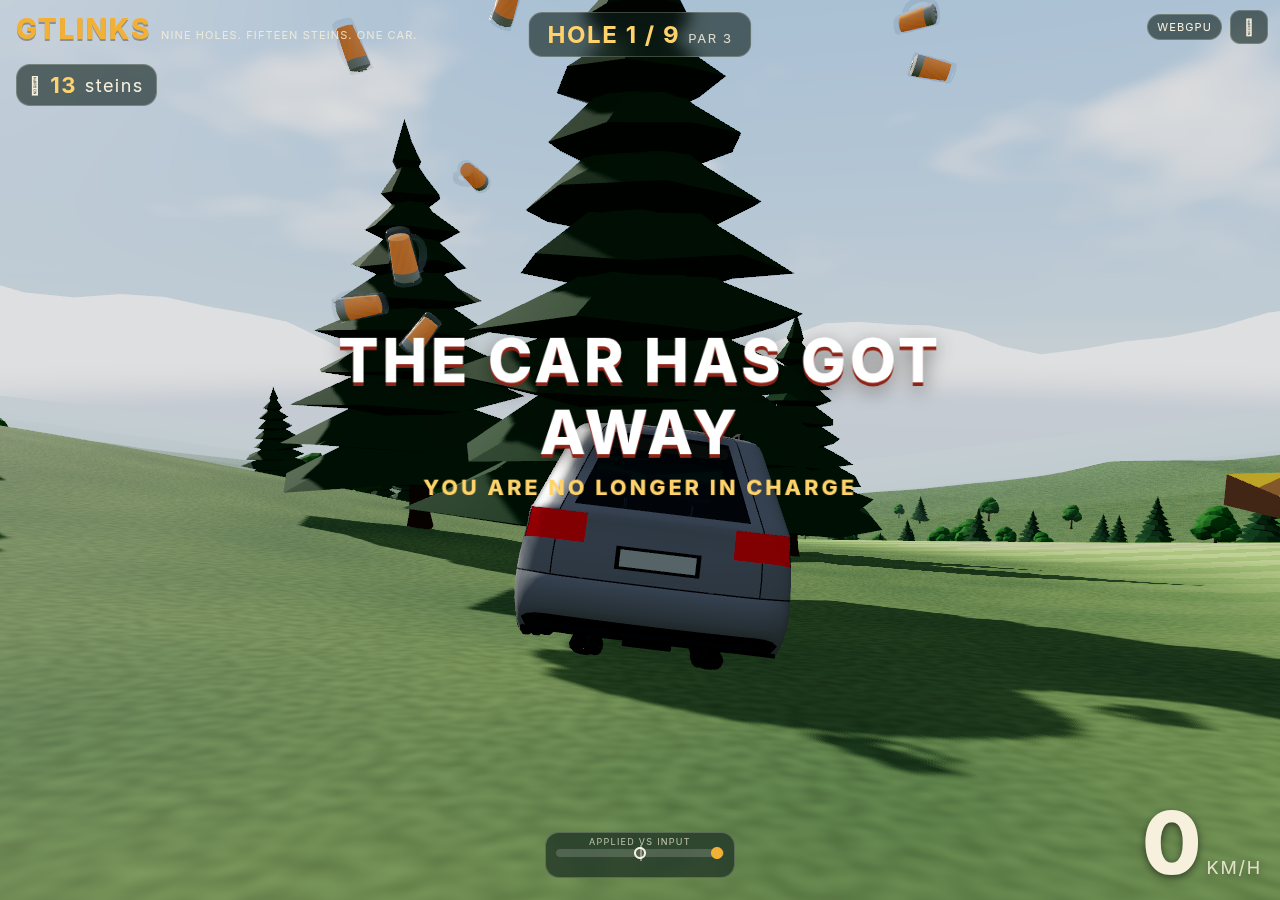 GTLINKS NINE HOLES. FIFTEEN STEINS. ONE CAR.
HOLE 1 / 9 PAR 3
WEBGPU
13 steins
THE CAR HAS GOT
AWAY
YOU ARE NO LONGER IN CHARGE
APPLIED VS INPUT
0 KM/H